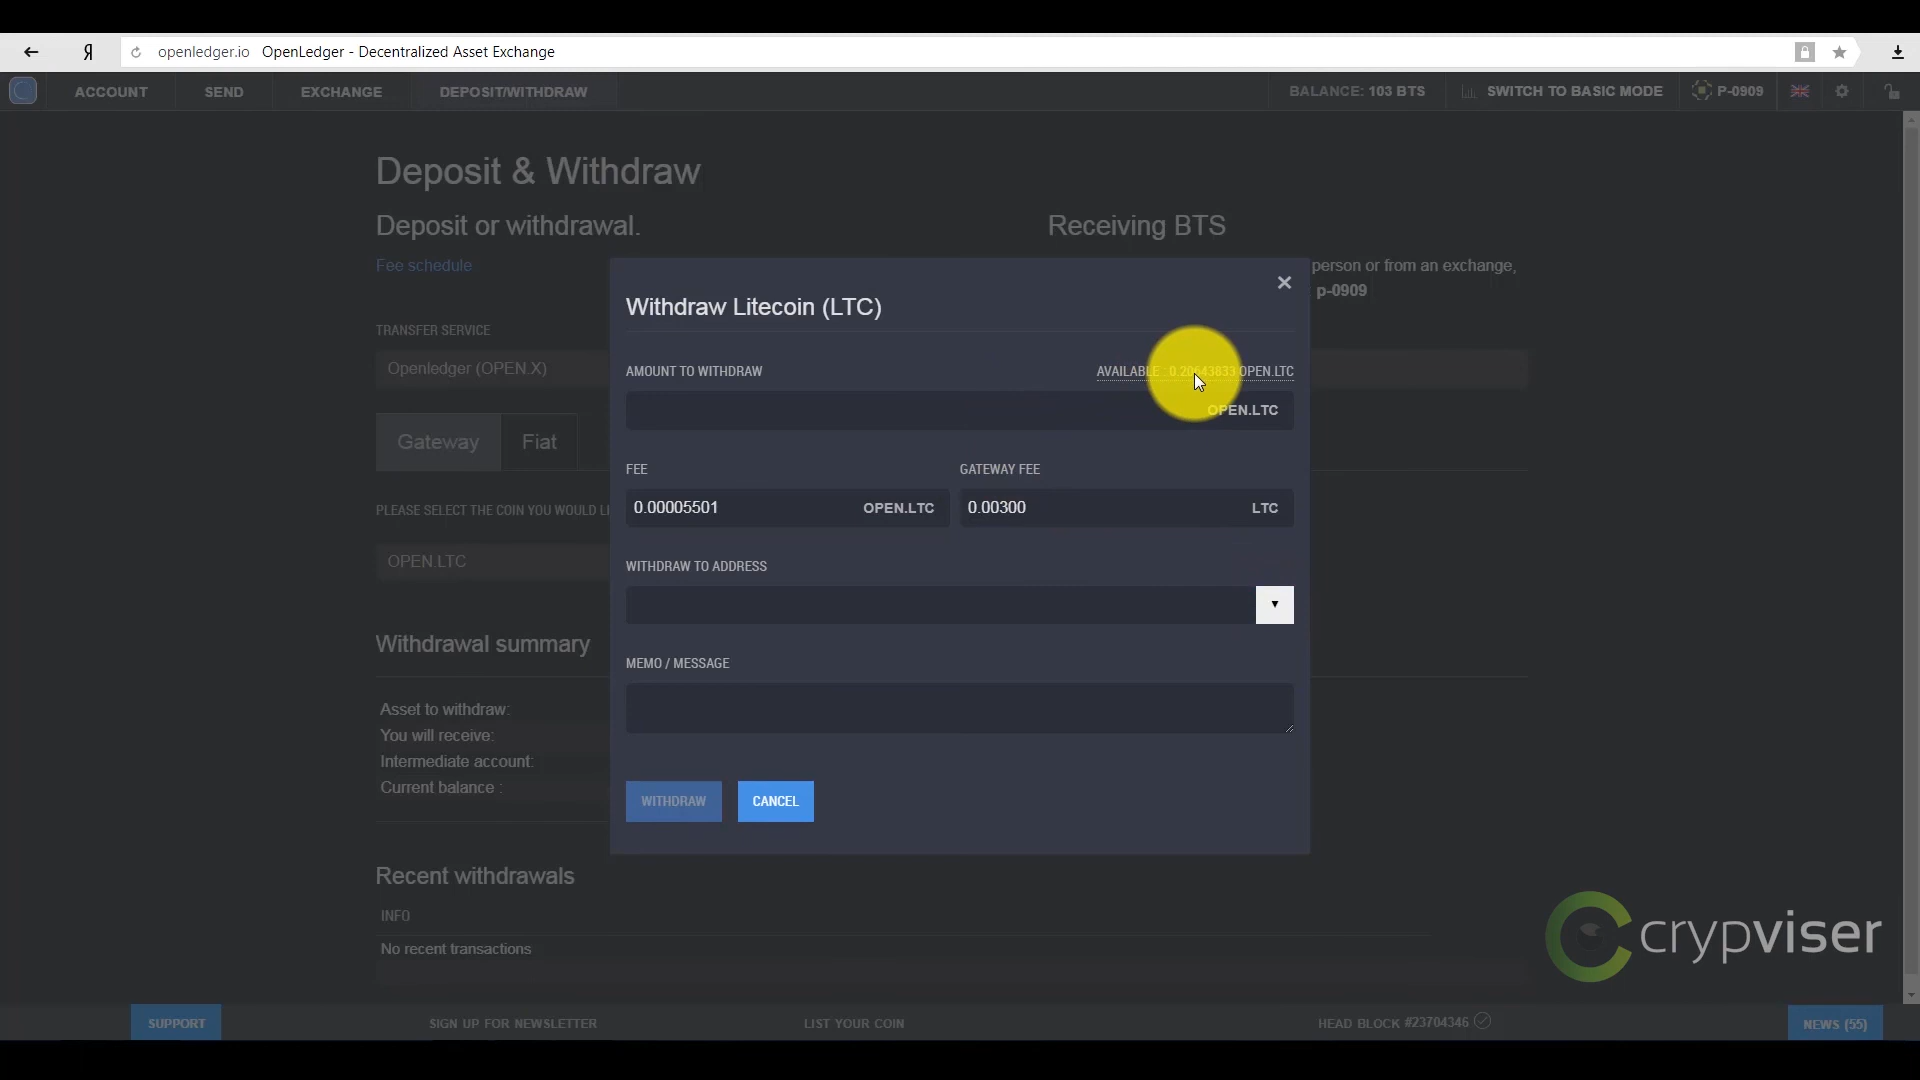 Я
openledger.io OpenLedger - Decentralized Asset Exchange
ACCOUNT SEND EXCHANGE DEPOSIT/WITHDRAW BALANCE: 103 BTS SWITCH TO BASIC MODE P-0909
Deposit & Withdraw
Deposit or withdrawal. Receiving BTS
Fee schedule person or from an exchange,
p-0909
Withdraw Litecoin (LTC)
TRANSFER SERVICE
Openledger (OPEN.X)
AMOUNT TO WITHDRAW AVAILABLE : 0.20643833 OPEN.LTC
OPEN.LTC
Gateway Fiat
FEE GATEWAY FEE
0.00005501 OPEN.LTC 0.00300 LTC
PLEASE SELECT THE COIN YOU WOULD LI
OPEN.LTC
WITHDRAW TO ADDRESS
Withdrawal summary
MEMO / MESSAGE
Asset to withdraw:
You will receive:
Intermediate account:
Current balance :
WITHDRAW CANCEL
Recent withdrawals
INFO
No recent transactions
crypviser
SUPPORT SIGN UP FOR NEWSLETTER LIST YOUR COIN HEAD BLOCK #23704346 NEWS (55)